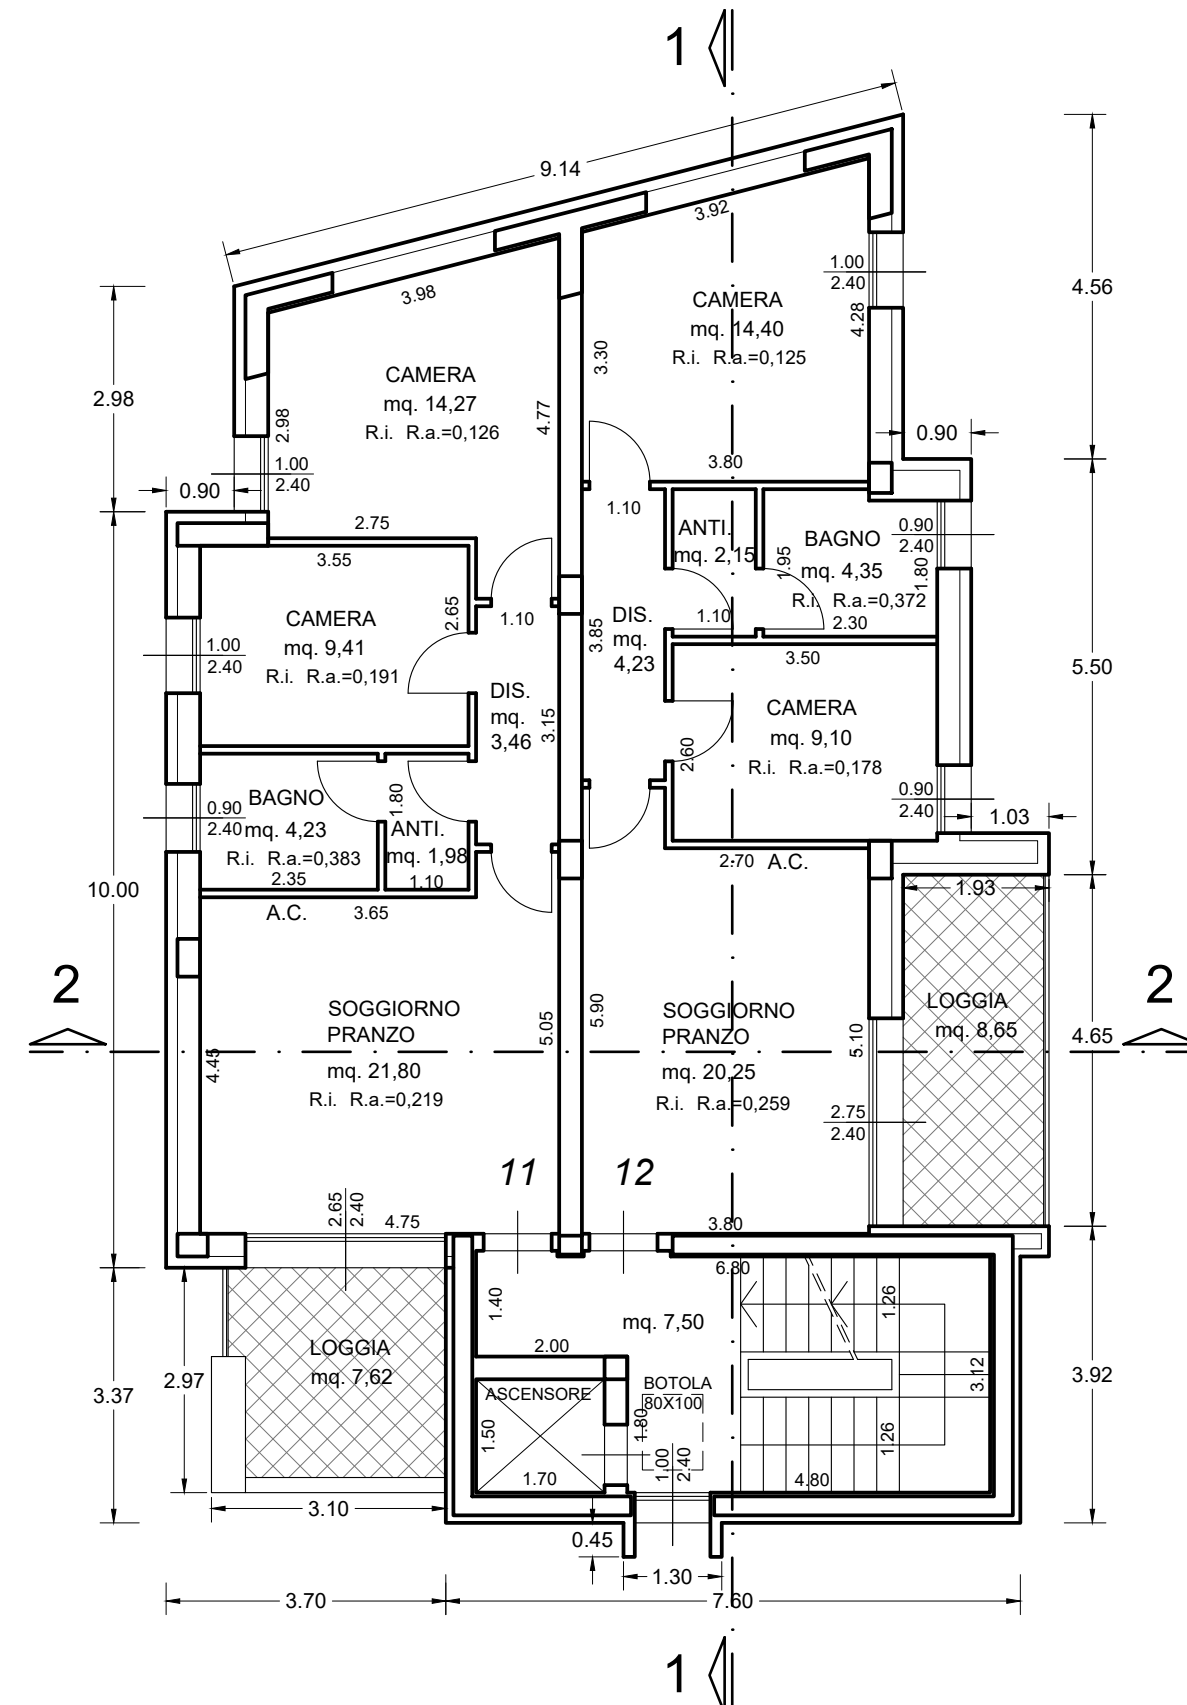 1
9.14
3.92
1.00
2.40
4.56
CAMERA
mq. 14,40
R.i. R.a.=0,125
4.28
3.30
3.98
2.98
CAMERA
mq. 14,27
R.i. R.a.=0,126
4.77
2.98
1.00
2.40
0.90
0.90
3.80
1.10
2.75
3.55
ANTI.
mq. 2,15
1.95
BAGNO
mq. 4,35
R.i. R.a.=0,372
0.90
2.40
1.80
2.30
1.10
CAMERA
mq. 9,41
R.i. R.a.=0,191
2.65
1.00
2.40
1.10
3.85
DIS.
mq.
4,23
3.50
5.50
DIS.
mq.
3,46
3.15
CAMERA
mq. 9,10
R.i. R.a.=0,178
2.60
0.90
2.40
1.03
BAGNO
mq. 4,23
R.i. R.a.=0,383
2.35
0.90
2.40
1.80
ANTI.
mq. 1,98
1.10
2.70
A.C.
10.00
1.93
A.C.
3.65
2
2
SOGGIORNO
PRANZO
mq. 21,80
R.i. R.a.=0,219
4.45
5.05
5.90
SOGGIORNO
PRANZO
mq. 20,25
R.i. R.a.=0,259
5.10
LOGGIA
mq. 8,65
4.65
2.75
2.40
11
12
2.65
2.40
4.75
3.80
6.80
1.40
mq. 7,50
1.26
LOGGIA
mq. 7,62
2.00
3.12
3.92
2.97
3.37
ASCENSORE
BOTOLA
80X100
1.50
1.80
1.26
1.00
2.40
1.70
4.80
3.10
0.45
1.30
3.70
7.60
1